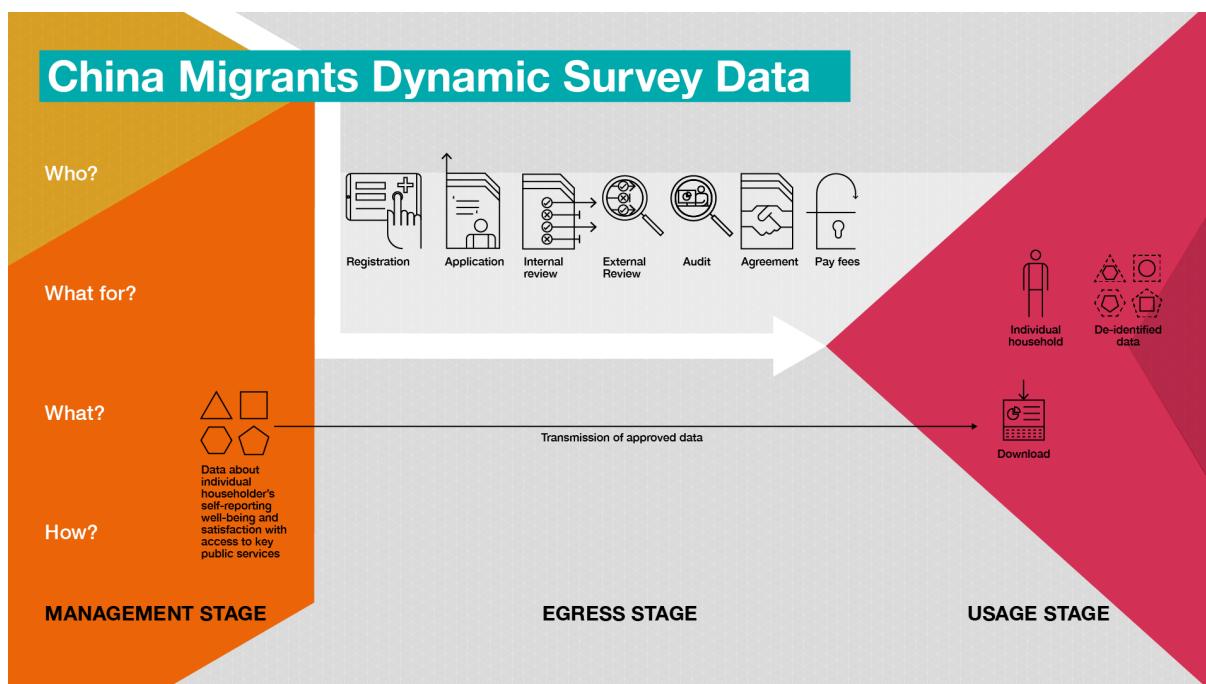 China Migrants Dynamic Survey Data
Who?
Registration
Application
Internal
review
External
Review
Audit
Agreement
Pay fees
What for?
Individual
household
De-identified
data
What?
Transmission of approved data
Download
Data about
individual
householder's
self-reporting
well-being and
satisfaction with
access to key
public services
How?
MANAGEMENT STAGE
EGRESS STAGE
USAGE STAGE